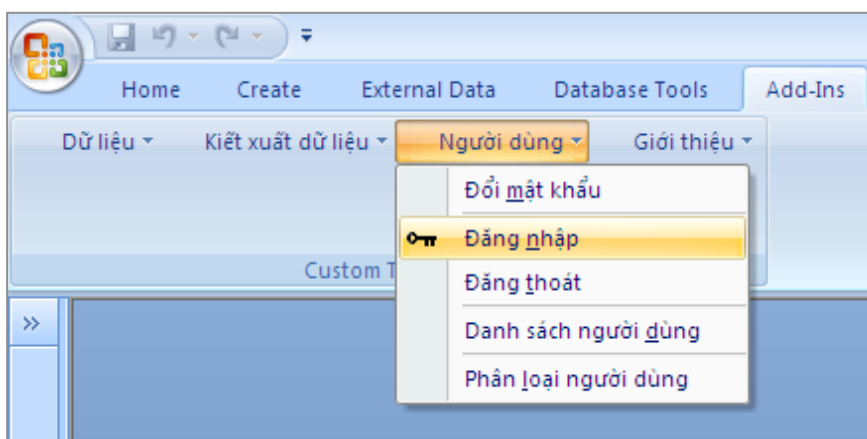 Home Create External Data Database Tools Add-Ins
Dữ liệu Kiết xuất dữ liệu Người dùng Giới thiệu
Đổi mật khẩu
Đăng nhập
Custom T
Đăng thoát
Danh sách người dùng
Phân loại người dùng